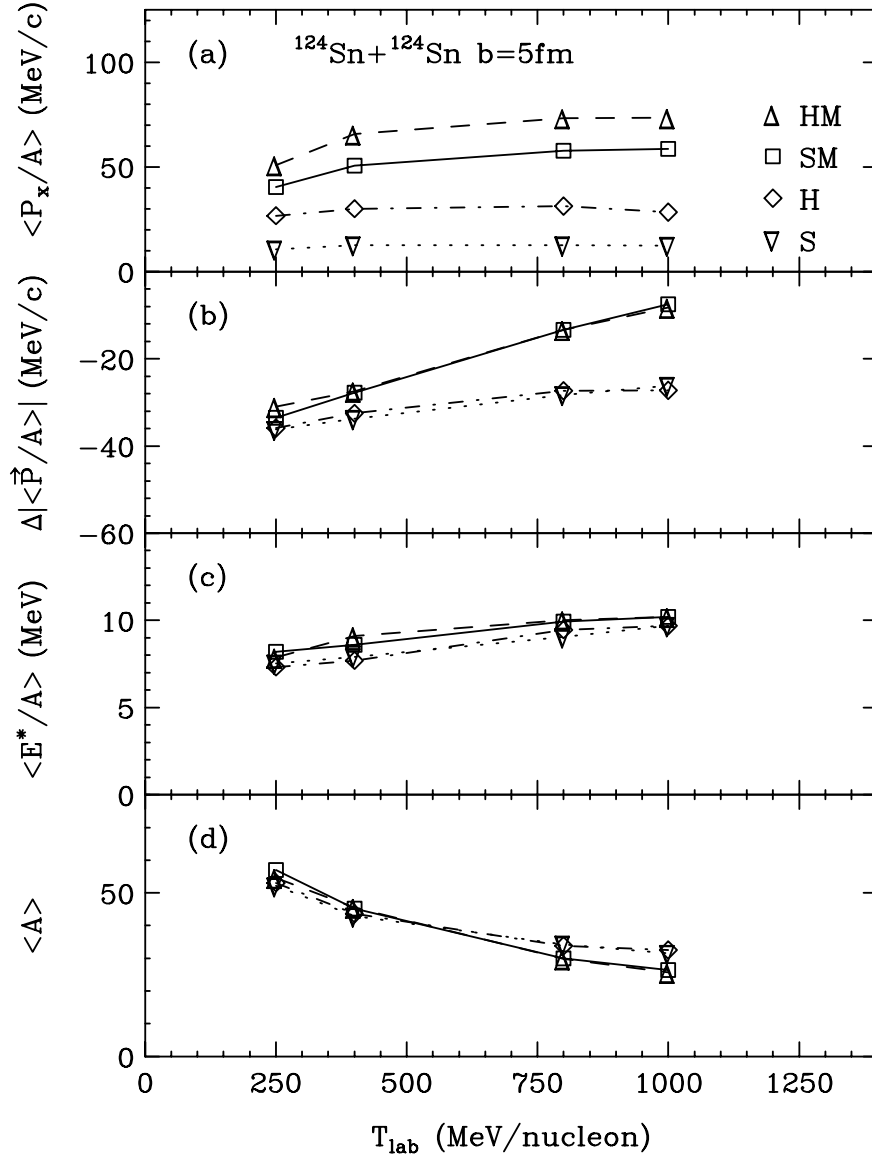 (a) ¹²⁴Sn+¹²⁴Sn b=5fm
100
50
0
<Pₓ/A> (MeV/c)
HM
SM
H
S
(b)
−20
−40
−60
Δ|<P⃗/A>| (MeV/c)
(c)
10
5
0
<E*/A> (MeV)
(d)
50
0
<A>
0 250 500 750 1000 1250
T_lab (MeV/nucleon)